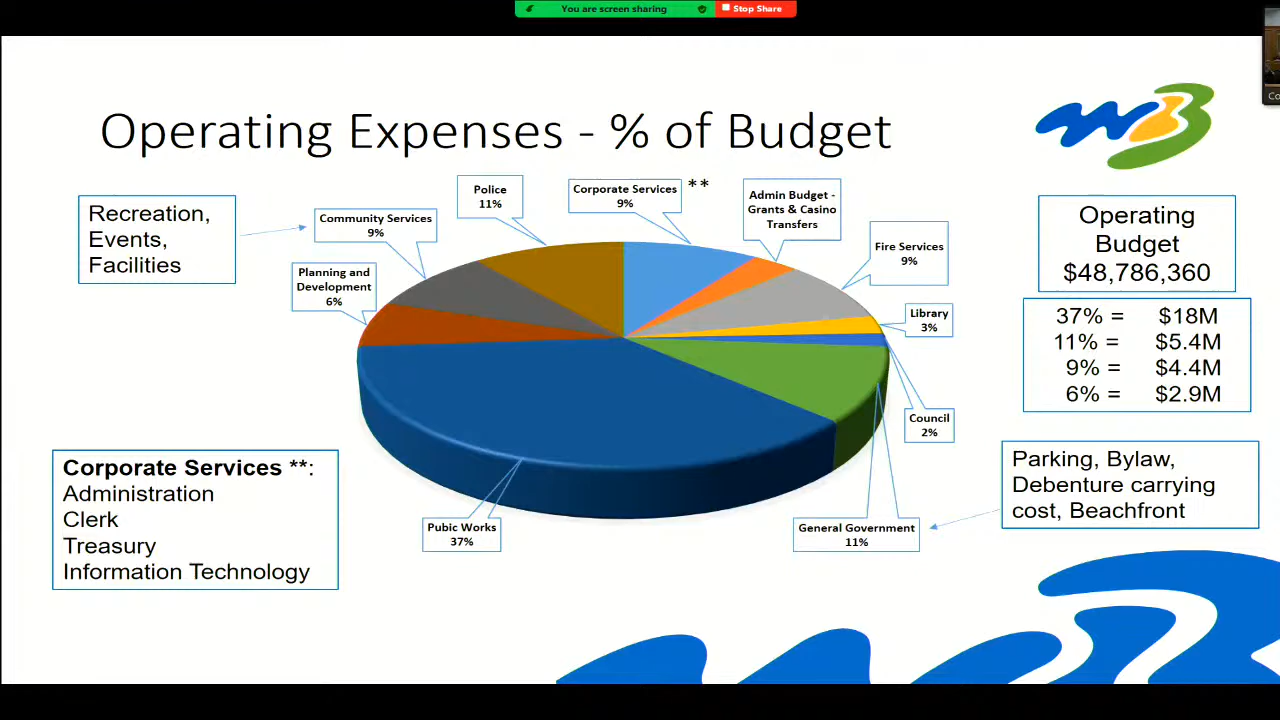 You are screen sharing
Stop Share
Co
Operating Expenses - % of Budget
Recreation,
Events,
Facilities
Community Services
9%
Police
11%
Corporate Services
9%
**
Admin Budget -
Grants & Casino
Transfers
Fire Services
9%
Planning and
Development
6%
Library
3%
Council
2%
Pubic Works
37%
General Government
11%
Operating
Budget
$48,786,360
37% = $18M
11% = $5.4M
9% = $4.4M
6% = $2.9M
Parking, Bylaw,
Debenture carrying
cost, Beachfront
Corporate Services **:
Administration
Clerk
Treasury
Information Technology